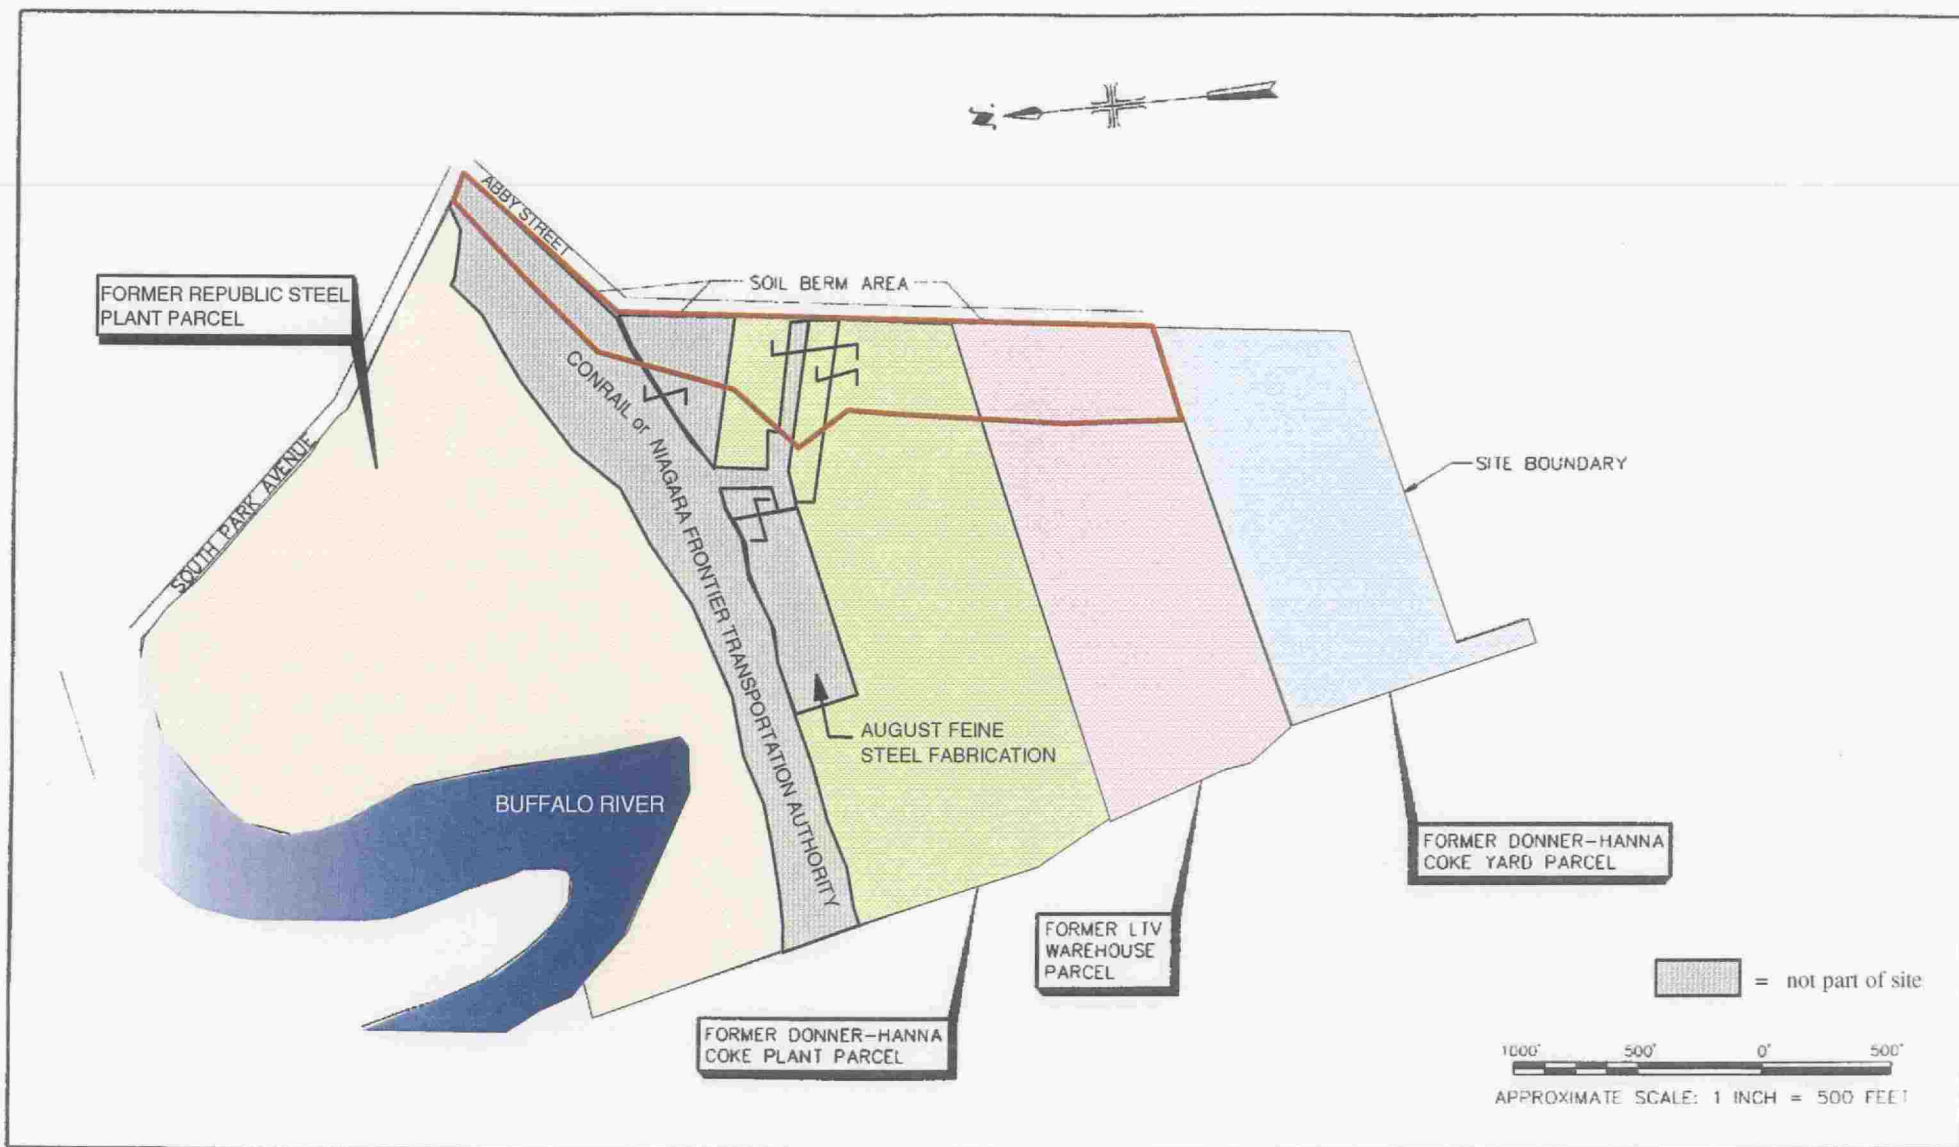 N
ABBY STREET
SOIL BERM AREA
FORMER REPUBLIC STEEL
PLANT PARCEL
SOUTH PARK AVENUE
CONRAIL or NIAGARA FRONTIER TRANSPORTATION AUTHORITY
SITE BOUNDARY
AUGUST FEINE
STEEL FABRICATION
BUFFALO RIVER
FORMER DONNER-HANNA
COKE YARD PARCEL
FORMER LTV
WAREHOUSE
PARCEL
FORMER DONNER-HANNA
COKE PLANT PARCEL
= not part of site
1000' 500' 0' 500'
APPROXIMATE SCALE: 1 INCH = 500 FEET